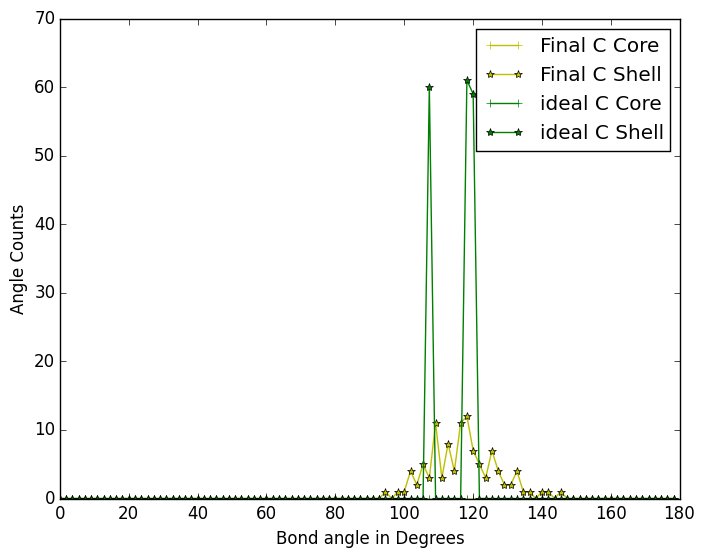 70
60
50
40
30
20
10
0
Angle Counts
Final C Core
Final C Shell
ideal C Core
ideal C Shell
0 20 40 60 80 100 120 140 160 180
Bond angle in Degrees